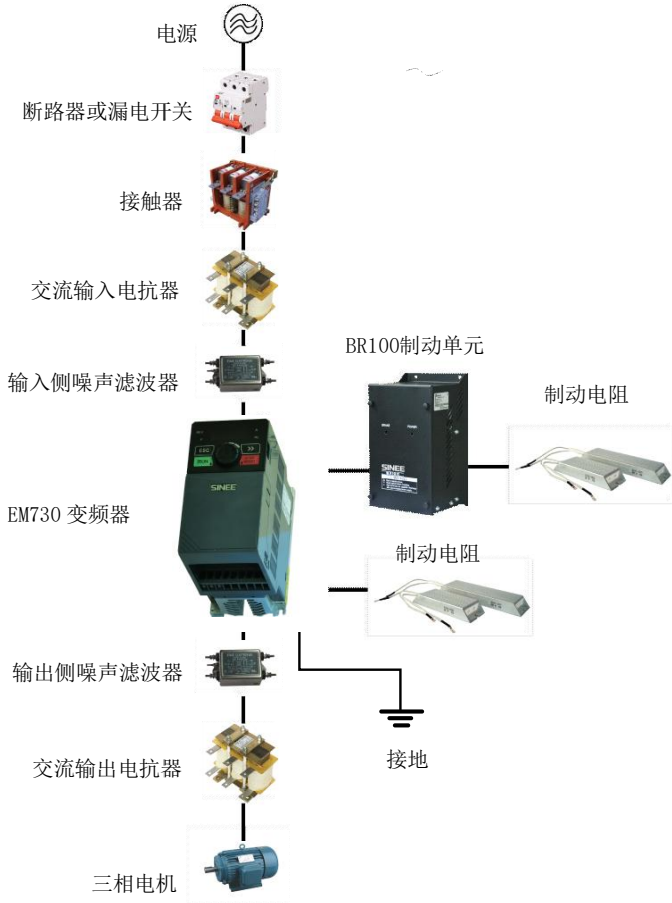 电源
断路器或漏电开关
接触器
交流输入电抗器
输入侧噪声滤波器
BR100制动单元
制动电阻
SINEE
ESC
SINEE
EM730 变频器
制动电阻
输出侧噪声滤波器
接地
交流输出电抗器
三相电机